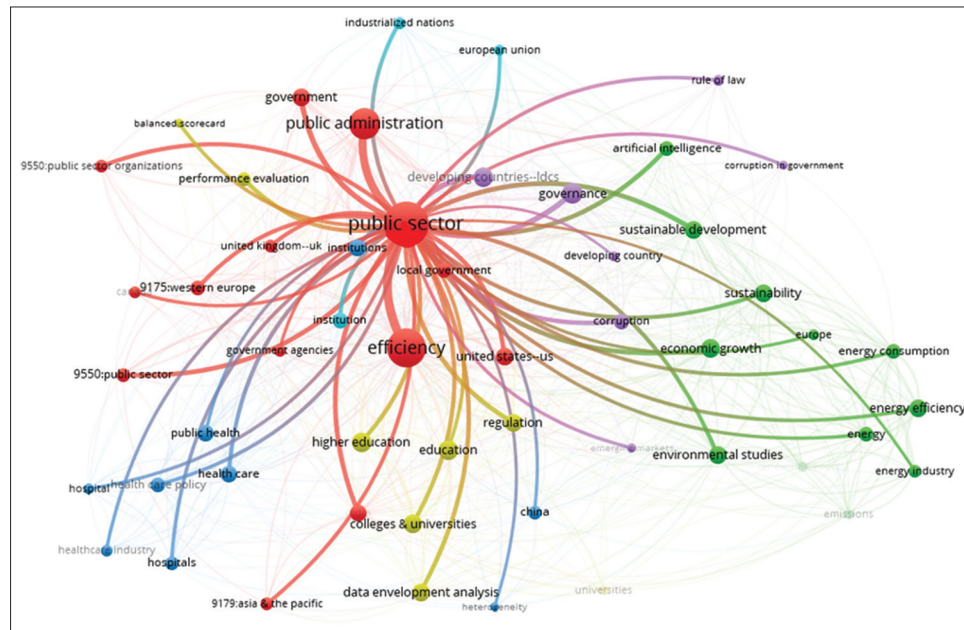 industrialized nations
european union
rule of law
government
balanced scorecard
public administration
artificial intelligence
9550:public sector organizations
corruption in government
performance evaluation
developing countries--ldcs
governance
public sector
sustainable development
united kingdom--uk
institutions
developing country
local government
9175:western europe
sustainability
institution
corruption
europe
efficiency
government agencies
united states--us
economic growth
energy consumption
9550:public sector
energy efficiency
regulation
public health
higher education
education
energy
emerging markets
environmental studies
health care
energy industry
hospital
health care policy
china
emissions
colleges & universities
healthcare industry
hospitals
data envelopment analysis
universities
9179:asia & the pacific
heterogeneity